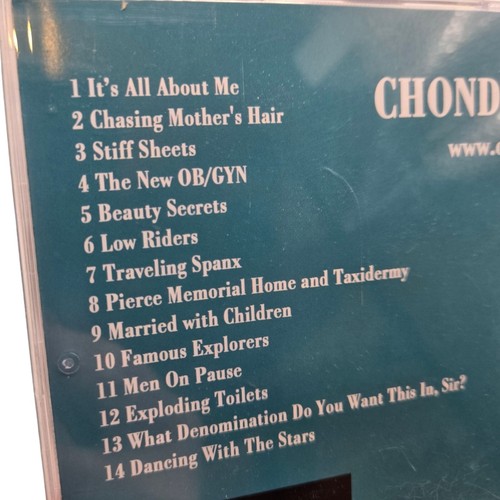 1 It's All About Me
2 Chasing Mother's Hair
3 Stiff Sheets
4 The New OB/GYN
5 Beauty Secrets
6 Low Riders
7 Traveling Spanx
8 Pierce Memorial Home and Taxidermy
9 Married with Children
10 Famous Explorers
11 Men On Pause
12 Exploding Toilets
13 What Denomination Do You Want This In, Sir?
14 Dancing With The Stars
CHOND
www.